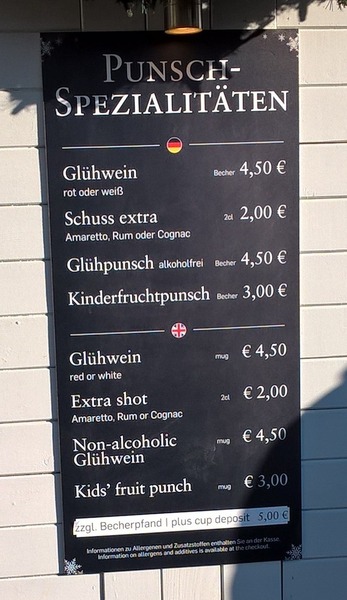 PUNSCH-
SPEZIALITÄTEN
Glühwein Becher 4,50 €
rot oder weiß
Schuss extra 2cl 2,00 €
Amaretto, Rum oder Cognac
Glühpunsch alkoholfrei Becher 4,50 €
Kinderfruchtpunsch Becher 3,00 €
Glühwein mug € 4,50
red or white
Extra shot 2cl € 2,00
Amaretto, Rum or Cognac
Non-alcoholic mug € 4,50
Glühwein
Kids' fruit punch mug € 3,00
zzgl. Becherpfand | plus cup deposit 5,00 €
Informationen zu Allergenen und Zusatzstoffen enthalten Sie an der Kasse.
Information on allergens and additives is available at the checkout.